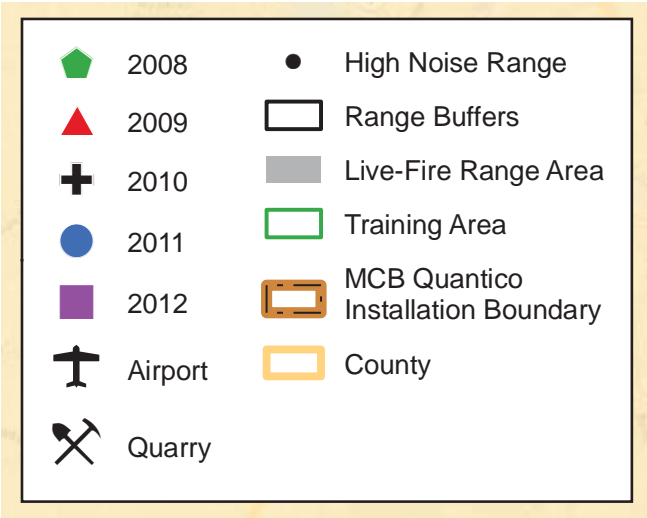 2008
2009
2010
2011
2012
Airport
Quarry
High Noise Range
Range Buffers
Live-Fire Range Area
Training Area
MCB Quantico
Installation Boundary
County